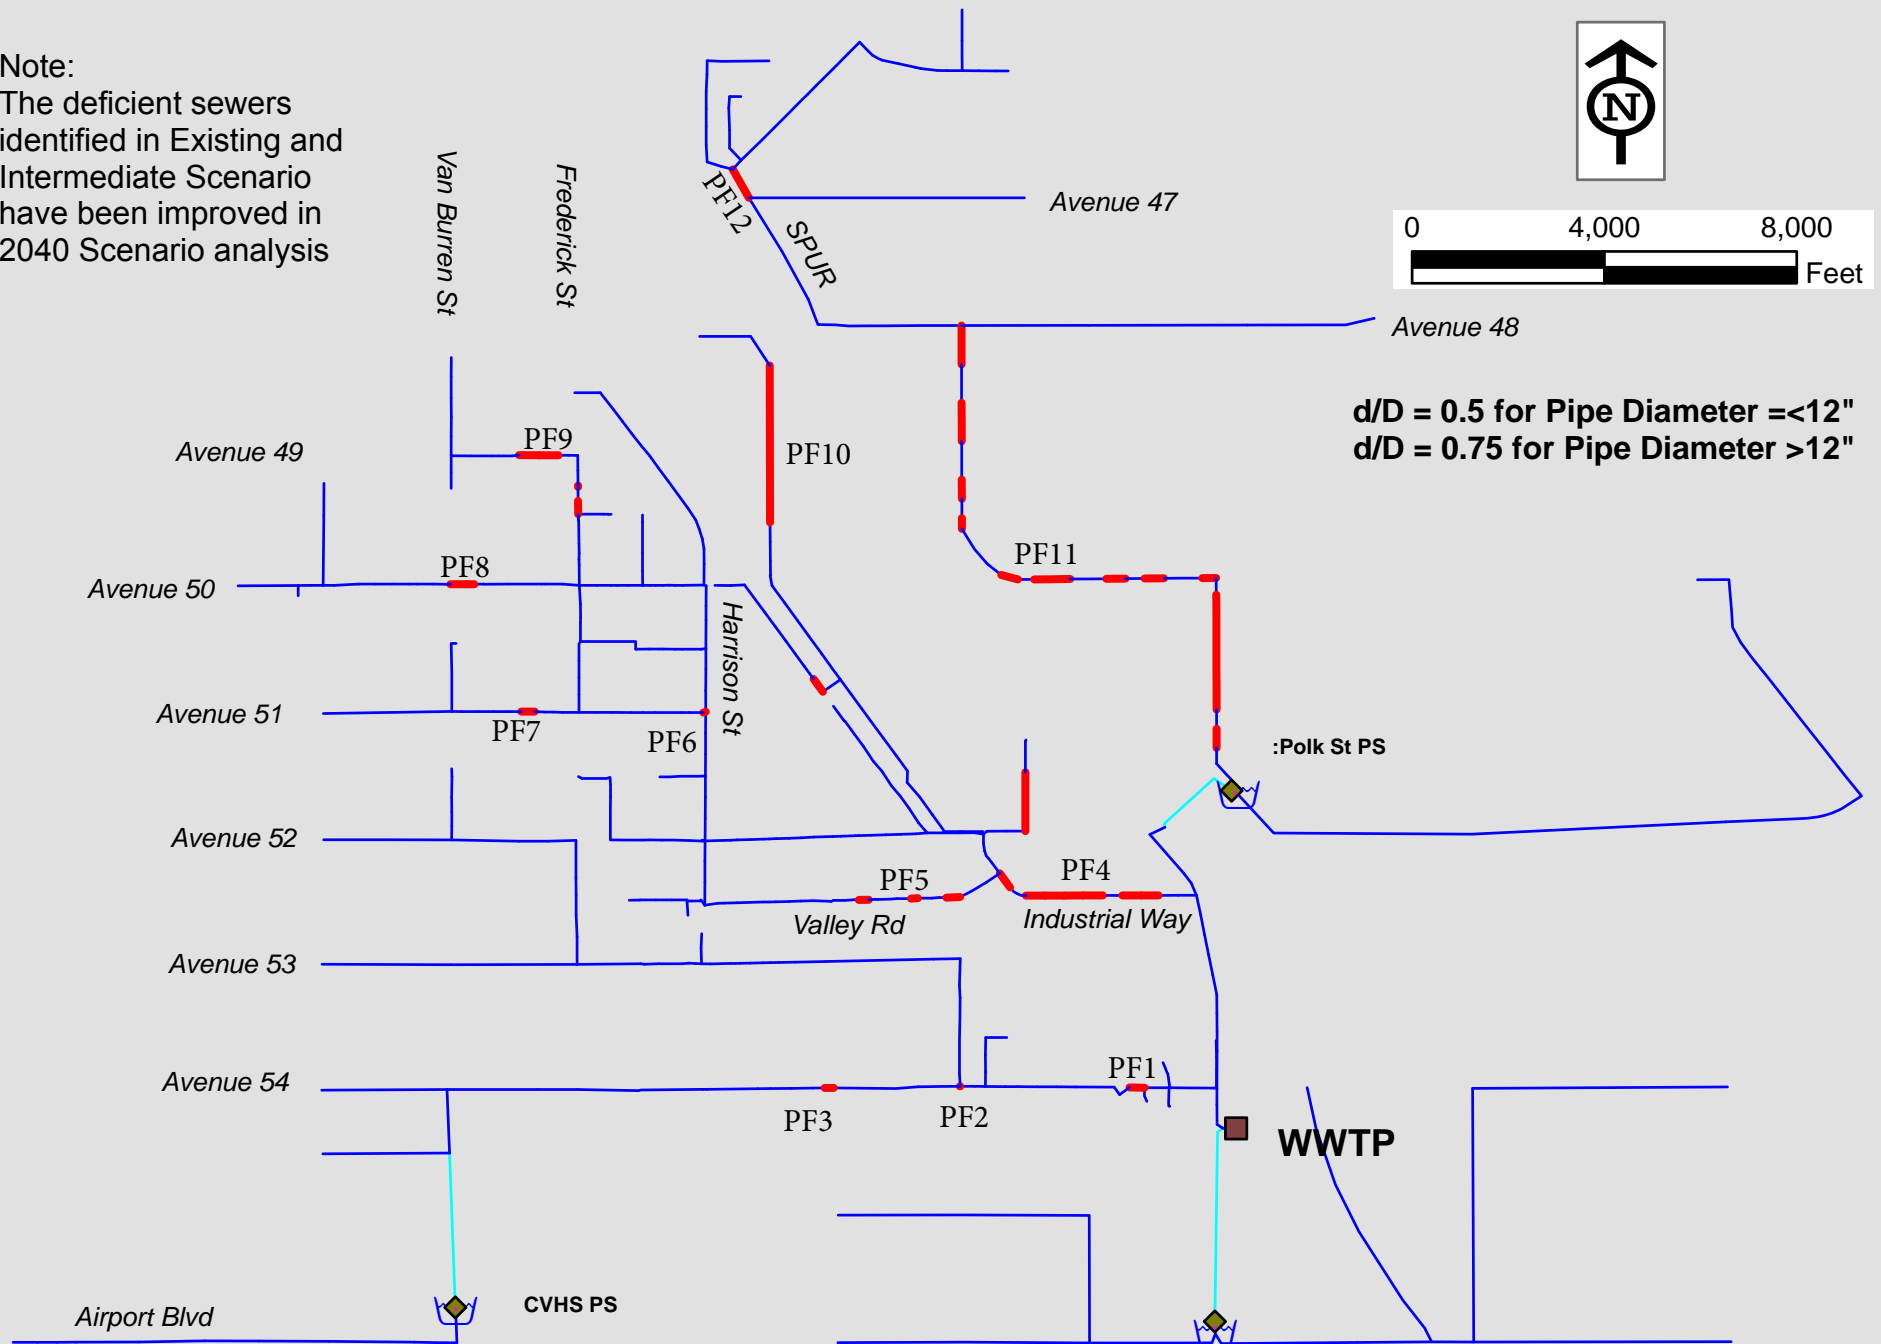 Note:
The deficient sewers
identified in Existing and
Intermediate Scenario
have been improved in
2040 Scenario analysis
Van Burren St
Frederick St
PF12
SPUR
Avenue 47
N
0 4,000 8,000
Feet
Avenue 48
d/D = 0.5 for Pipe Diameter =<12"
d/D = 0.75 for Pipe Diameter >12"
Avenue 49
PF9
PF10
PF11
PF8
Avenue 50
Harrison St
Avenue 51
PF7
PF6
:Polk St PS
Avenue 52
PF5
PF4
Valley Rd
Industrial Way
Avenue 53
Avenue 54
PF3
PF2
PF1
WWTP
Airport Blvd
CVHS PS